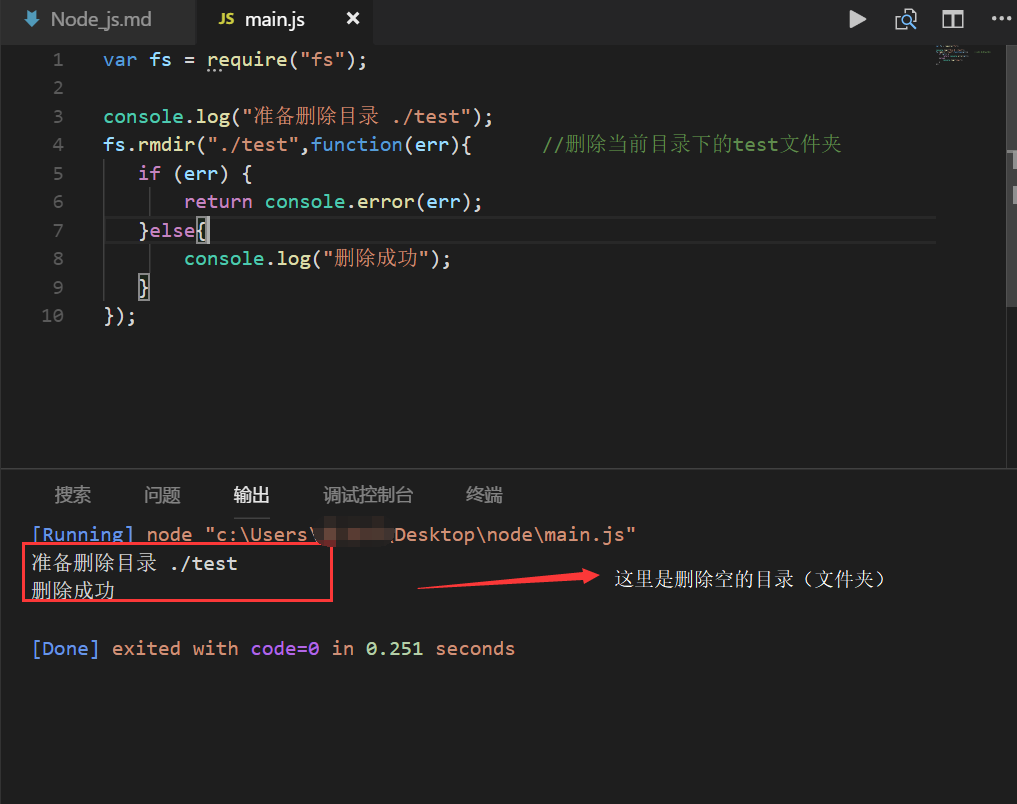 Node_js.md
JS main.js
1 var fs = require("fs");
2
3 console.log("准备删除目录 ./test");
4 fs.rmdir("./test",function(err){ //删除当前目录下的test文件夹
5 if (err) {
6 return console.error(err);
7 }else{
8 console.log("删除成功");
9 }
10 });
搜索 问题 输出 调试控制台 终端
[Running] node "c:\Users\ Desktop\node\main.js"
准备删除目录 ./test
删除成功
这里是删除空的目录（文件夹）
[Done] exited with code=0 in 0.251 seconds